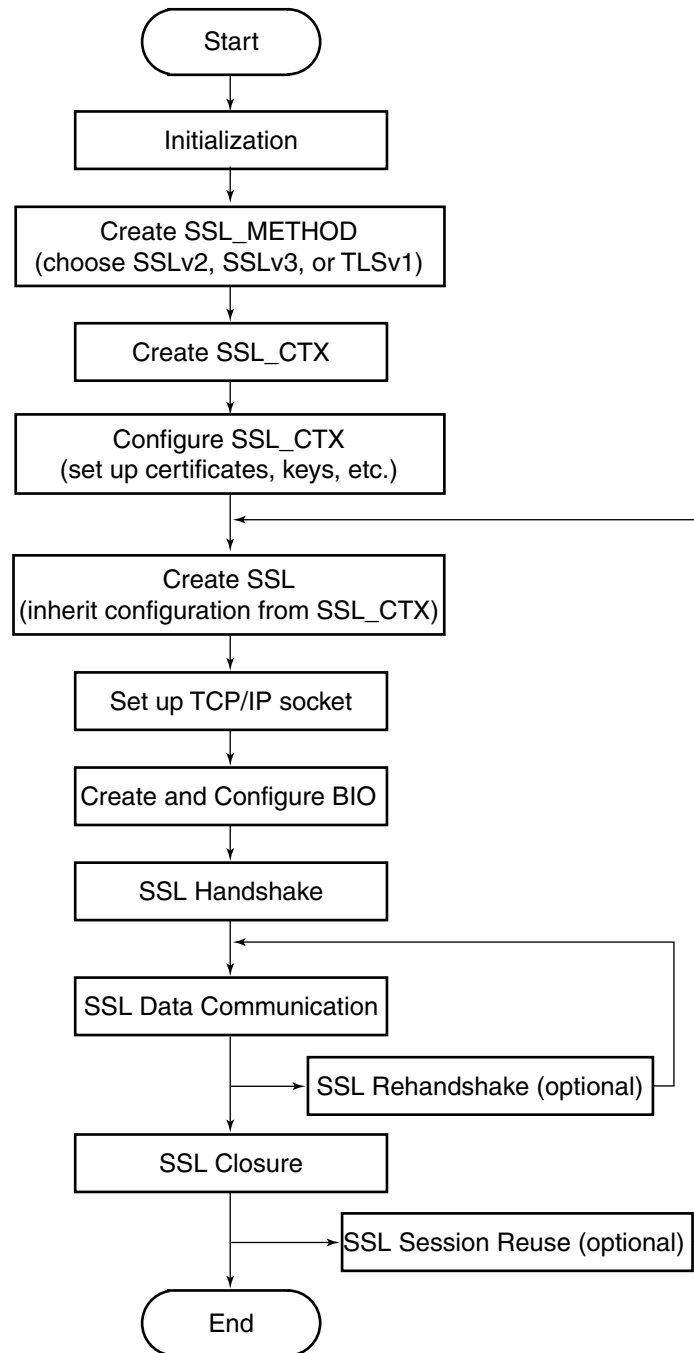 Start
Initialization
Create SSL_METHOD
(choose SSLv2, SSLv3, or TLSv1)
Create SSL_CTX
Configure SSL_CTX
(set up certificates, keys, etc.)
Create SSL
(inherit configuration from SSL_CTX)
Set up TCP/IP socket
Create and Configure BIO
SSL Handshake
SSL Data Communication
SSL Rehandshake (optional)
SSL Closure
SSL Session Reuse (optional)
End